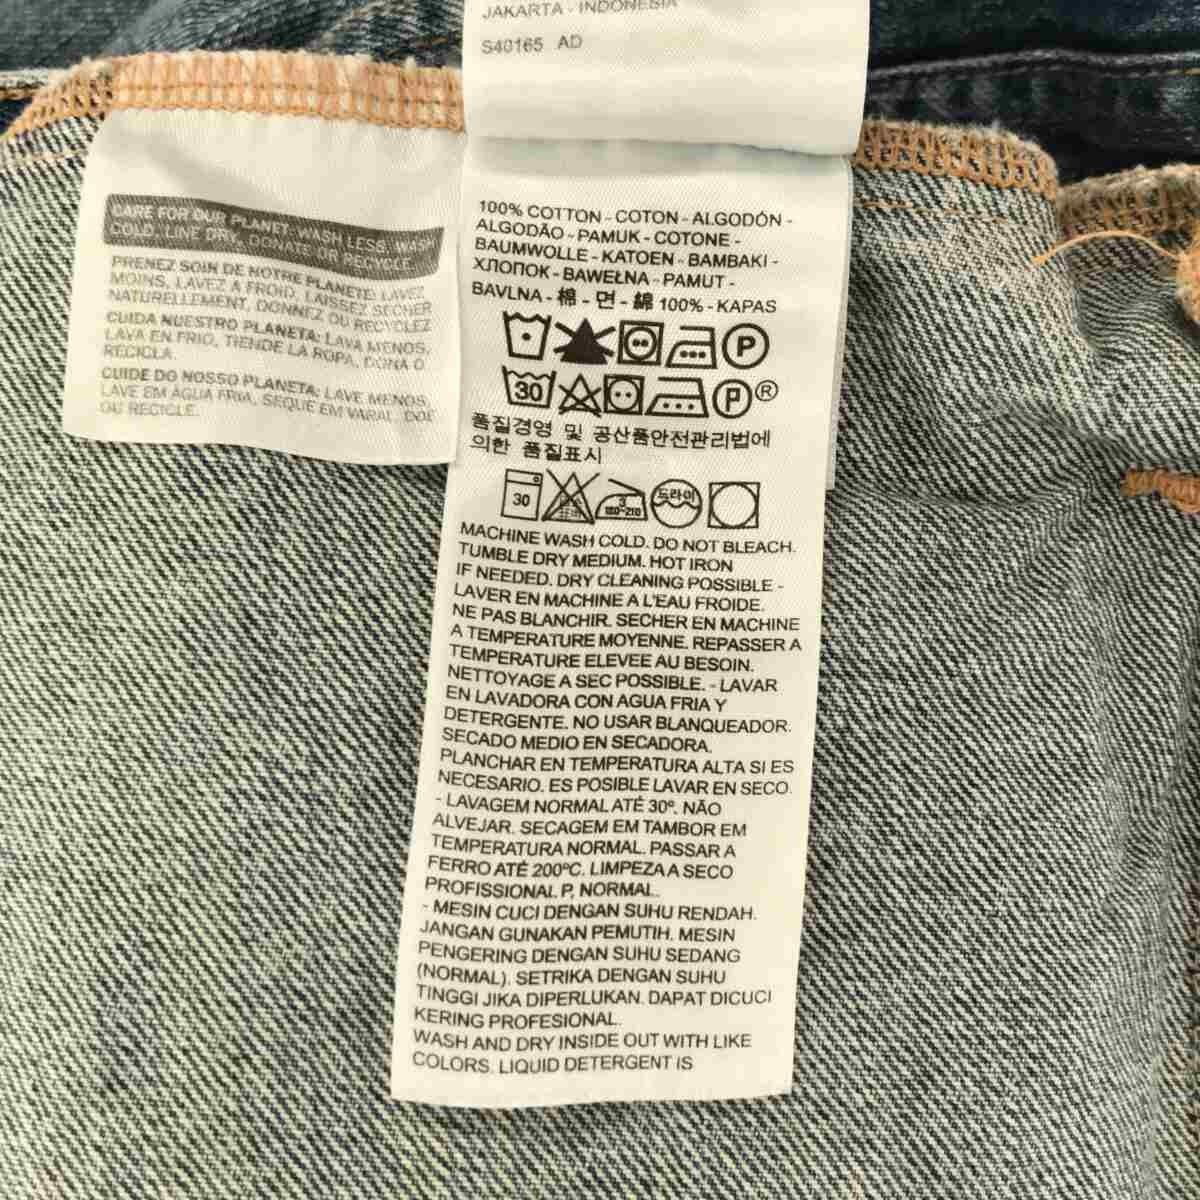 JAKARTA - INDONESIA
S40165 AD
CARE FOR OUR PLANET: WASH LESS, WASH
COLD, LINE DRY, DONATE OR RECYCLE.
PRENEZ SOIN DE NOTRE PLANETE: LAVEZ
MOINS, LAVEZ A FROID, LAISSEZ SECHER
NATURELLEMENT, DONNEZ OU RECYCLEZ
CUIDA NUESTRO PLANETA: LAVA MENOS,
LAVA EN FRIO, TIENDE LA ROPA, DONA O
RECICLA.
CUIDE DO NOSSO PLANETA: LAVE MENOS,
LAVE EM AGUA FRIA, SEQUE EM VARAL, DOE
OU RECICLE.
100% COTTON - COTON - ALGODÓN -
ALGODÃO - PAMUK - COTONE -
BAUMWOLLE - KATOEN - BAMBAKI -
ХЛОПОК - BAWEŁNA - PAMUT -
BAVLNA - 棉 - 면 - 綿 100% - KAPAS
P
30 P ®
품질경영 및 공산품안전관리법에
의한 품질표시
30 3 180~210 드라이
MACHINE WASH COLD. DO NOT BLEACH.
TUMBLE DRY MEDIUM. HOT IRON
IF NEEDED. DRY CLEANING POSSIBLE -
LAVER EN MACHINE A L'EAU FROIDE.
NE PAS BLANCHIR. SECHER EN MACHINE
A TEMPERATURE MOYENNE. REPASSER A
TEMPERATURE ELEVEE AU BESOIN.
NETTOYAGE A SEC POSSIBLE. - LAVAR
EN LAVADORA CON AGUA FRIA Y
DETERGENTE. NO USAR BLANQUEADOR.
SECADO MEDIO EN SECADORA.
PLANCHAR EN TEMPERATURA ALTA SI ES
NECESARIO. ES POSIBLE LAVAR EN SECO.
- LAVAGEM NORMAL ATÉ 30º. NÃO
ALVEJAR. SECAGEM EM TAMBOR EM
TEMPERATURA NORMAL. PASSAR A
FERRO ATÉ 200ºC. LIMPEZA A SECO
PROFISSIONAL P, NORMAL.
- MESIN CUCI DENGAN SUHU RENDAH.
JANGAN GUNAKAN PEMUTIH. MESIN
PENGERING DENGAN SUHU SEDANG
(NORMAL). SETRIKA DENGAN SUHU
TINGGI JIKA DIPERLUKAN. DAPAT DICUCI
KERING PROFESIONAL.
WASH AND DRY INSIDE OUT WITH LIKE
COLORS. LIQUID DETERGENT IS